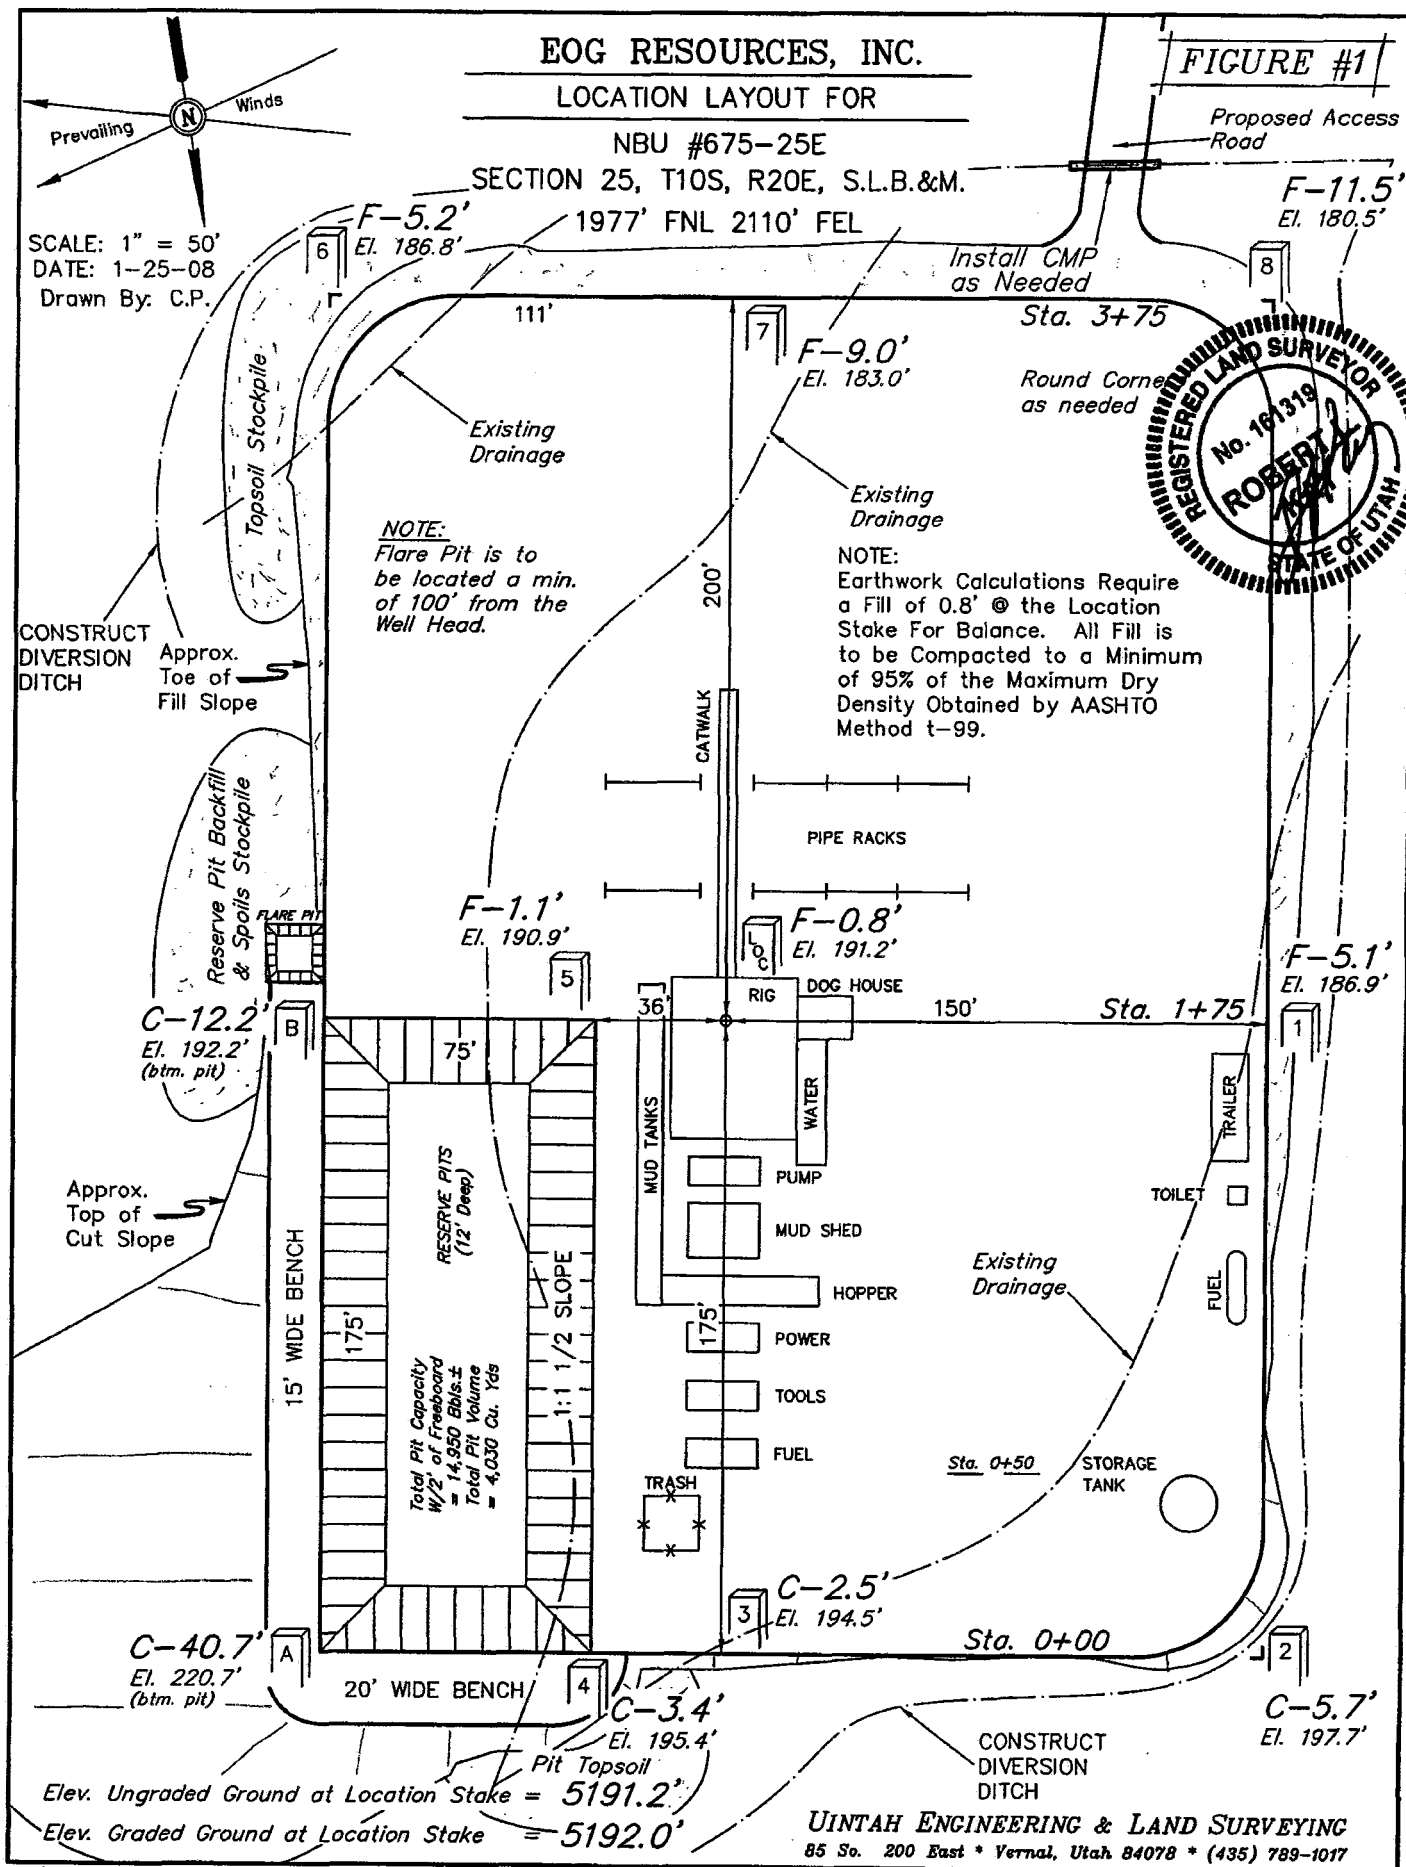 EOG RESOURCES, INC.
LOCATION LAYOUT FOR
NBU #675-25E
SECTION 25, T10S, R20E, S.L.B.&M.
1977' FNL 2110' FEL
FIGURE #1
N
Winds
Prevailing
Proposed Access
Road
SCALE: 1" = 50'
DATE: 1-25-08
Drawn By: C.P.
F-5.2'
El. 186.8'
6
F-11.5'
El. 180.5'
8
Install CMP
as Needed
111'
7
Sta. 3+75
F-9.0'
El. 183.0'
Round Corne
as needed
REGISTERED LAND SURVEYOR
No. 161319
ROBERT L
STATE OF UTAH
Topsoil Stockpile
Existing
Drainage
Existing
Drainage
NOTE:
Flare Pit is to
be located a min.
of 100' from the
Well Head.
200'
NOTE:
Earthwork Calculations Require
a Fill of 0.8' @ the Location
Stake For Balance. All Fill is
to be Compacted to a Minimum
of 95% of the Maximum Dry
Density Obtained by AASHTO
Method t-99.
CONSTRUCT
DIVERSION
DITCH
Approx.
Toe of
Fill Slope
CATWALK
PIPE RACKS
Reserve Pit Backfill
& Spoils Stockpile
FLARE PIT
F-1.1'
El. 190.9'
5
LOC
F-0.8'
El. 191.2'
F-5.1'
El. 186.9'
1
RIG
DOG HOUSE
36'
150'
Sta. 1+75
C-12.2'
El. 192.2'
(btm. pit)
B
75'
MUD TANKS
WATER
TRAILER
RESERVE PITS
(12' Deep)
PUMP
TOILET
MUD SHED
Approx.
Top of
Cut Slope
15' WIDE BENCH
1:1 1/2 SLOPE
Existing
Drainage
HOPPER
FUEL
175'
175'
POWER
Total Pit Capacity
W/2' of Freeboard
= 14,950 Bbls.±
Total Pit Volume
= 4,030 Cu. Yds
TOOLS
FUEL
Sta. 0+50
STORAGE
TANK
TRASH
C-2.5'
El. 194.5'
3
Sta. 0+00
2
C-40.7'
El. 220.7'
(btm. pit)
A
20' WIDE BENCH
4
C-3.4'
El. 195.4'
C-5.7'
El. 197.7'
Pit Topsoil
CONSTRUCT
DIVERSION
DITCH
Elev. Ungraded Ground at Location Stake = 5191.2'
Elev. Graded Ground at Location Stake = 5192.0'
UINTAH ENGINEERING & LAND SURVEYING
85 So. 200 East * Vernal, Utah 84078 * (435) 789-1017